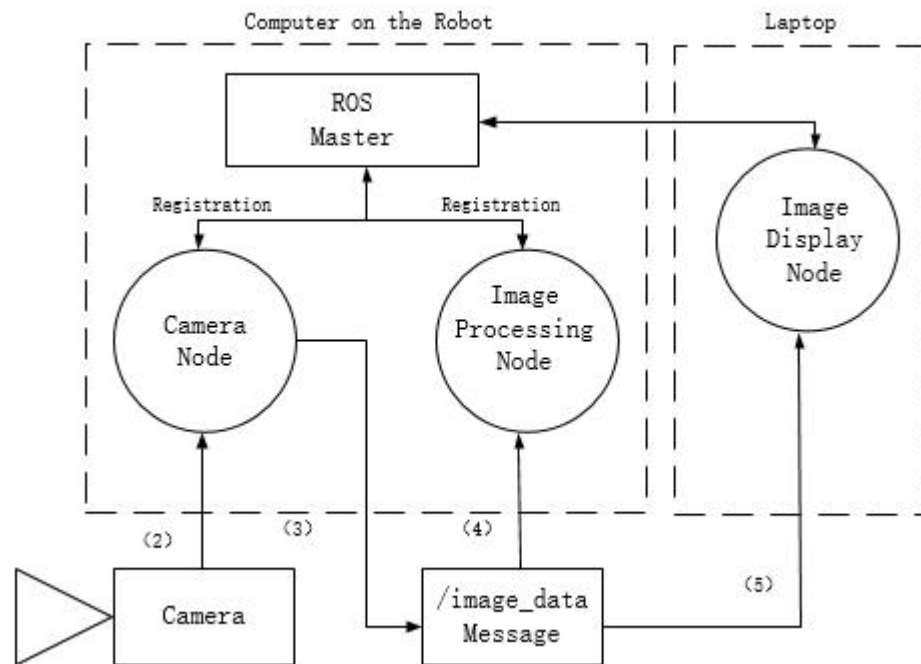 Computer on the Robot
Laptop
ROS
Master
Registration
Registration
Image
Display
Node
Camera
Node
Image
Processing
Node
(2)
(3)
(4)
(5)
Camera
/image_data
Message